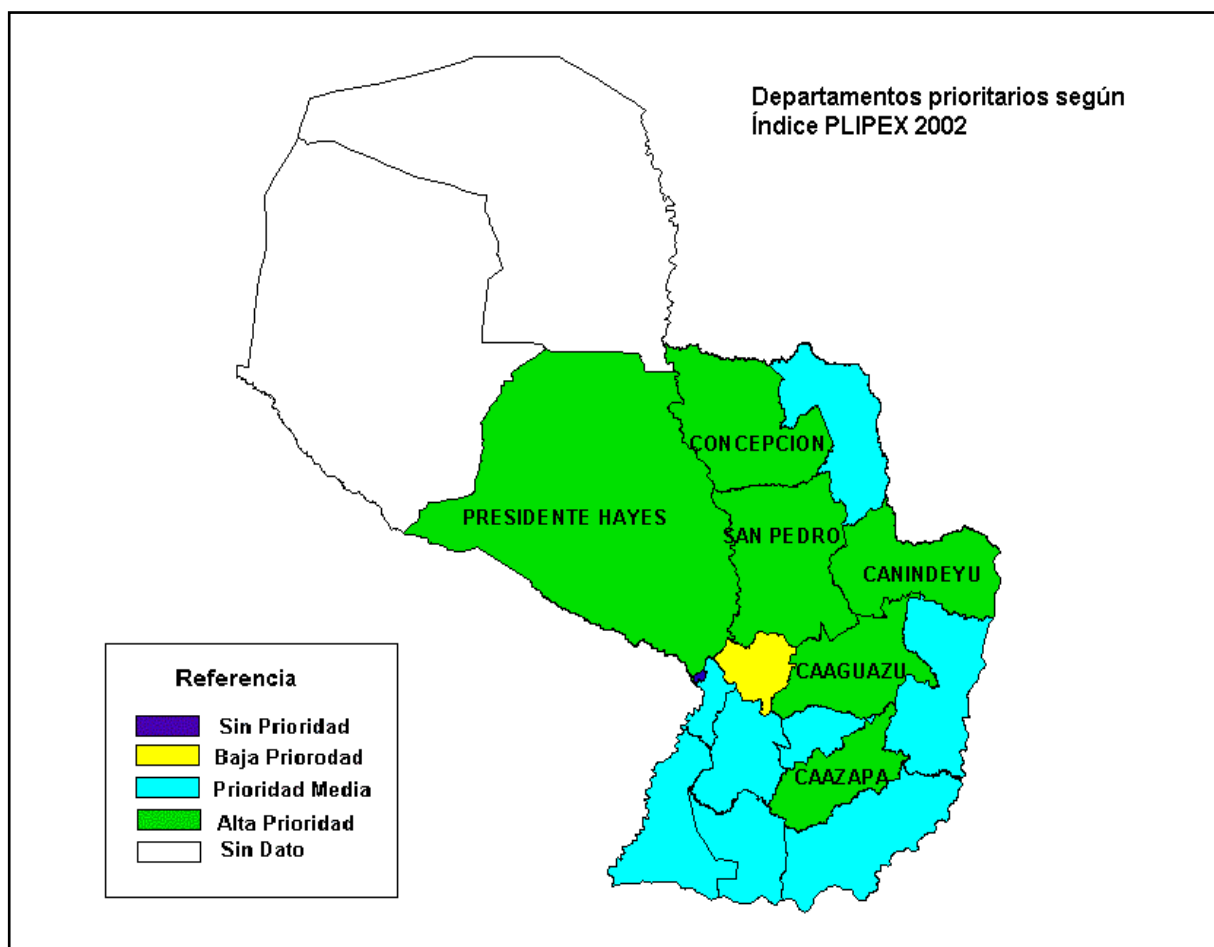 Departamentos prioritarios según
Índice PLIPEX 2002
CONCEPCION
PRESIDENTE HAYES
SAN PEDRO
CANINDEYU
CAAGUAZU
CAAZAPA
Referencia
Sin Prioridad
Baja Priorodad
Prioridad Media
Alta Prioridad
Sin Dato